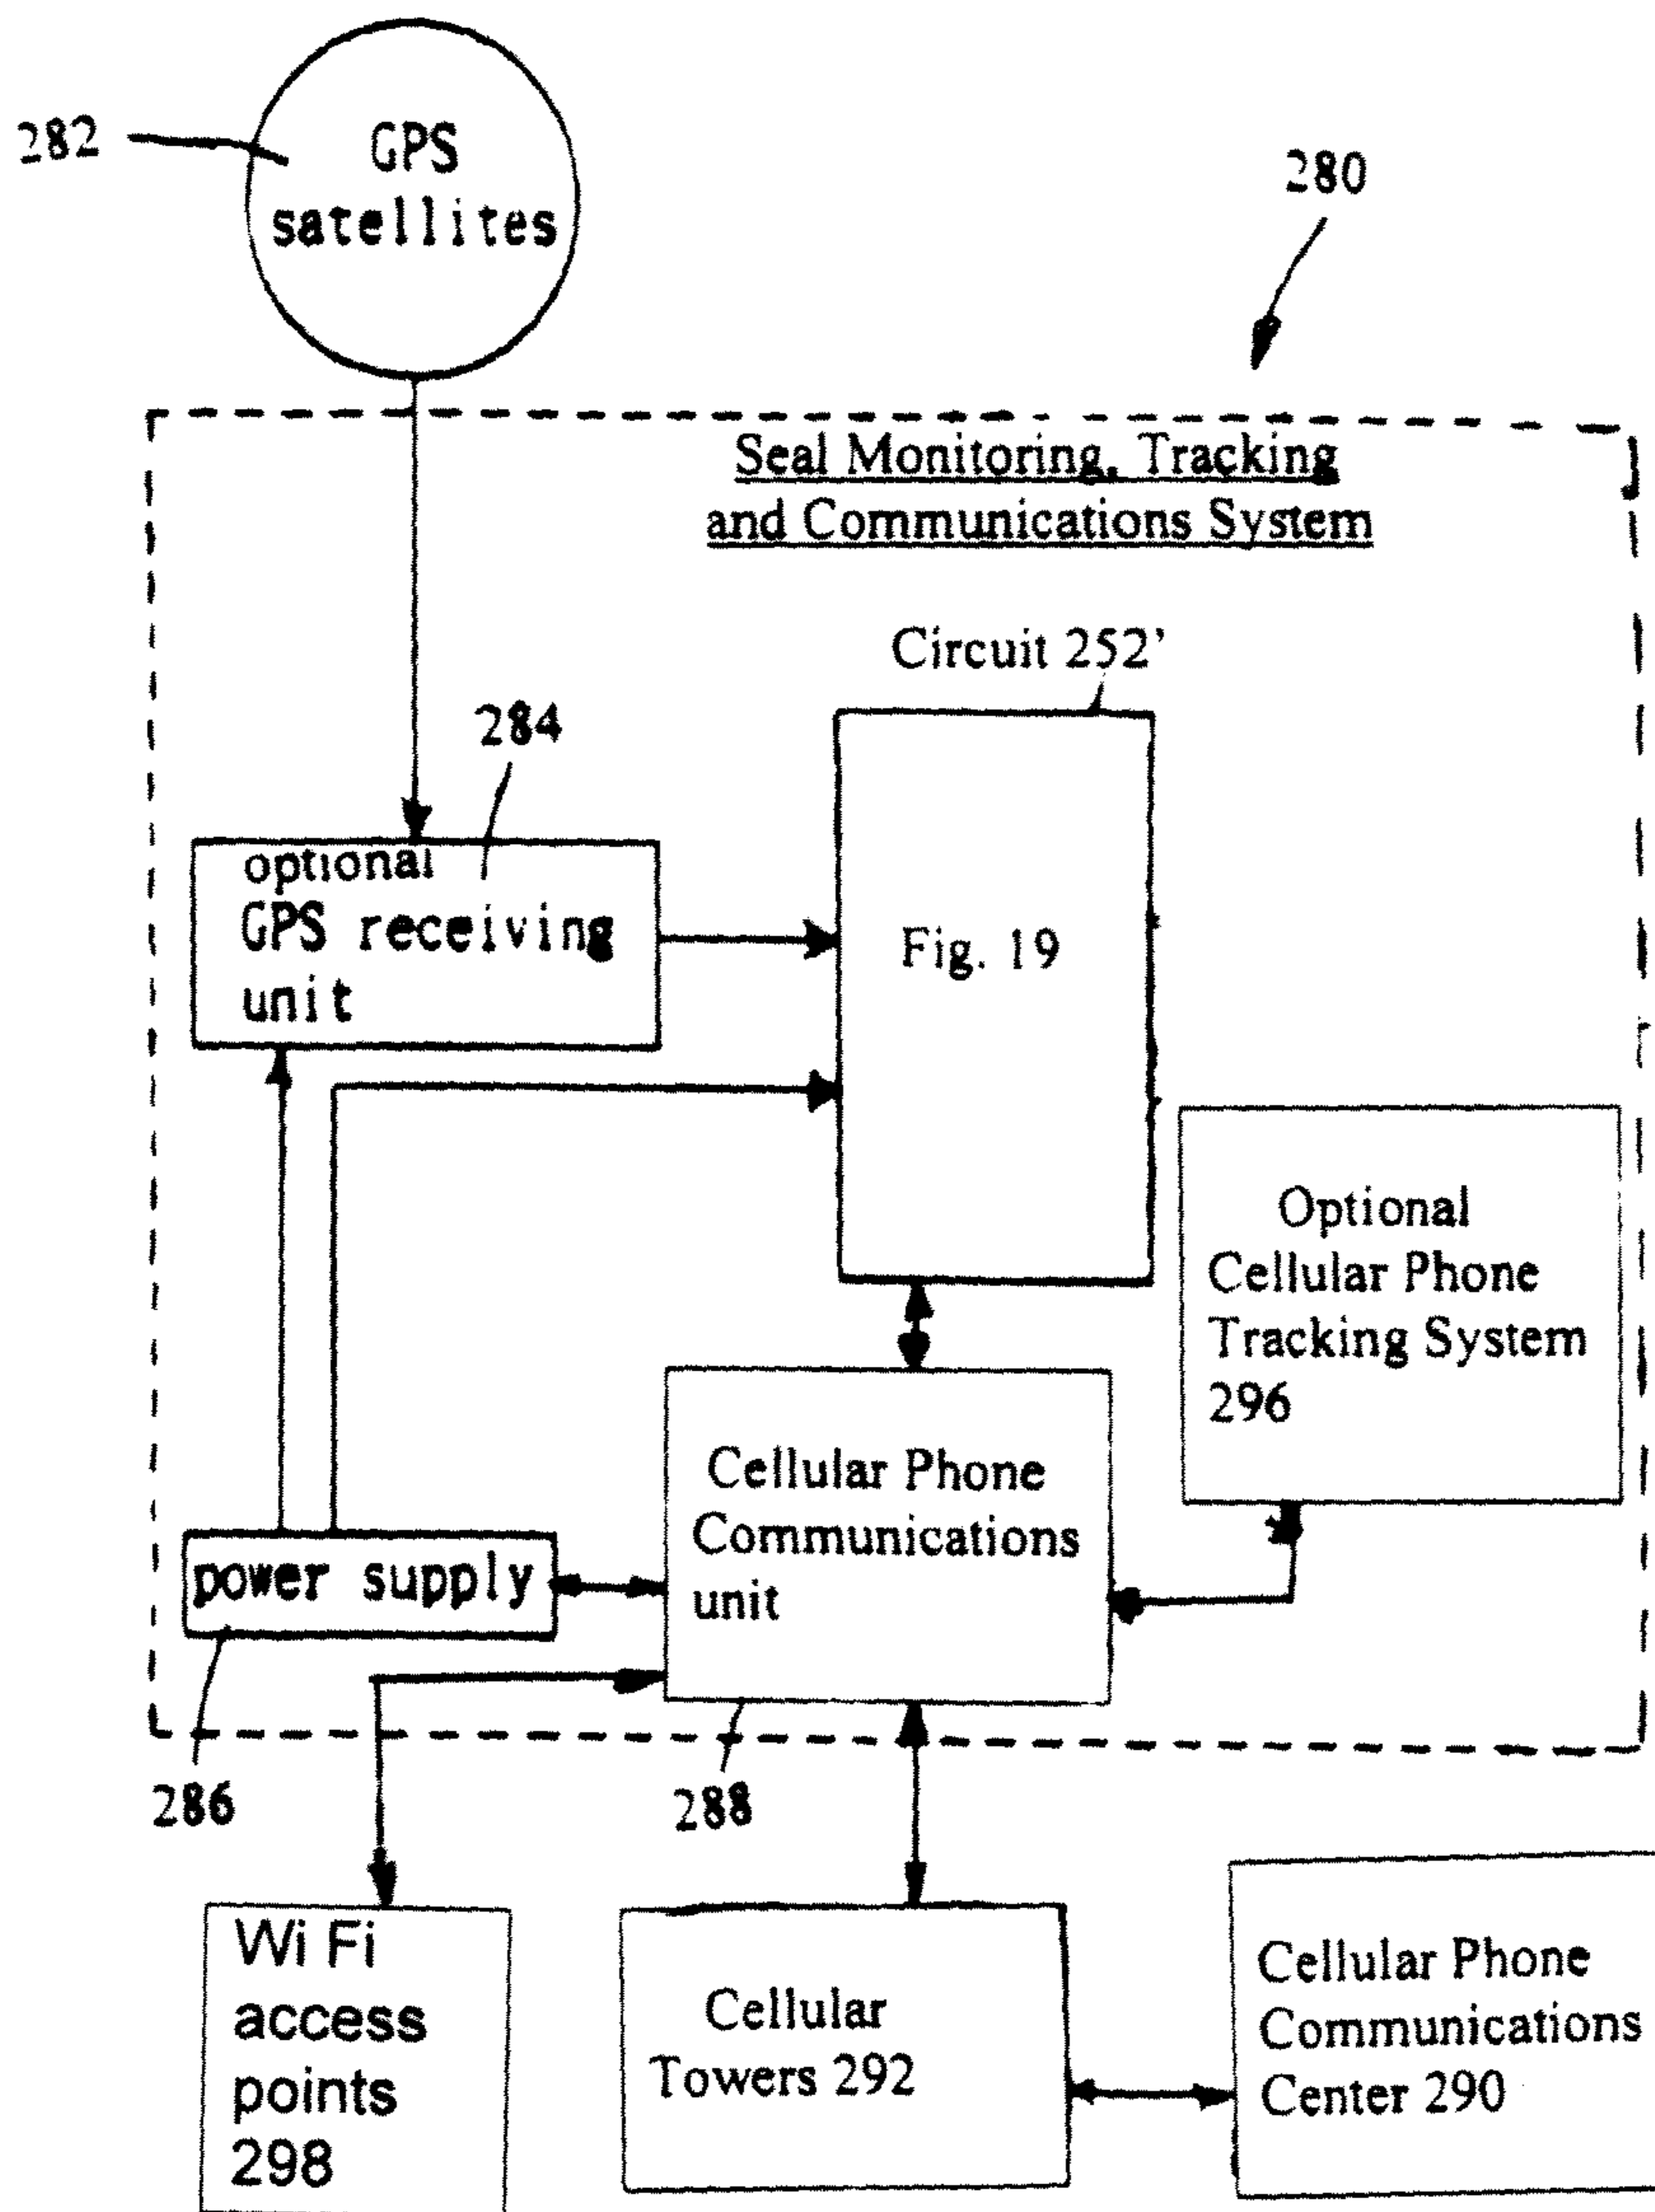 282
GPS
satellites
280
Seal Monitoring, Tracking
and Communications System
Circuit 252'
284
optional
GPS receiving
unit
Fig. 19
Optional
Cellular Phone
Tracking System
296
Cellular Phone
Communications
unit
power supply
286
288
Wi Fi
access
points
298
Cellular
Towers 292
Cellular Phone
Communications
Center 290